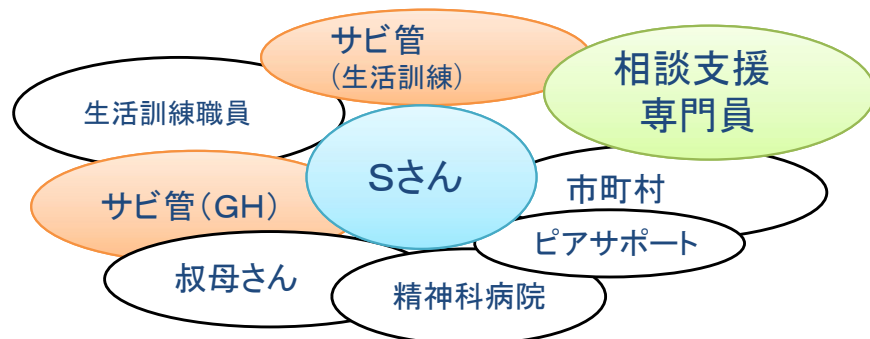 サビ管
(生活訓練)
相談支援
専門員
生活訓練職員
Sさん
市町村
サビ管(GH)
ピアサポート
叔母さん
精神科病院